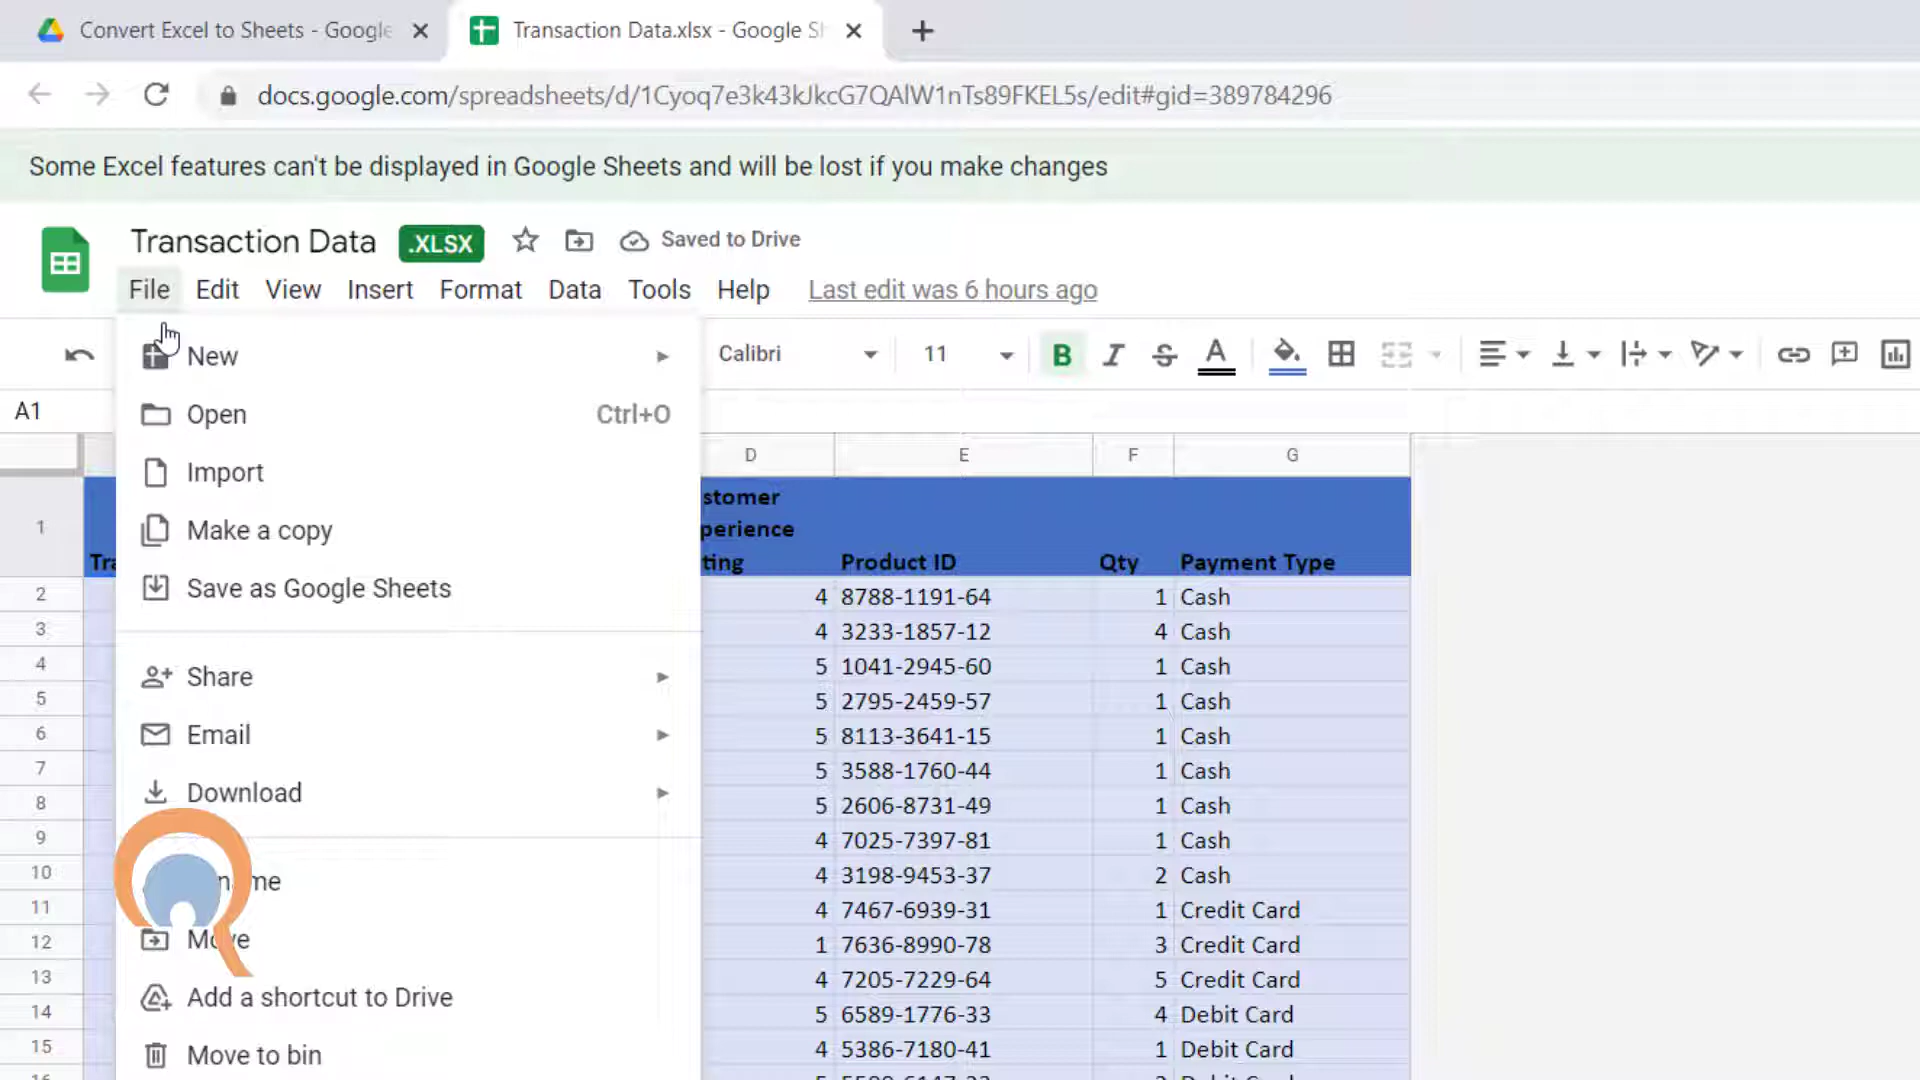 Convert Excel to Sheets - Google
Transaction Data.xlsx - Google Sh
docs.google.com/spreadsheets/d/1Cyoq7e3k43kJkcG7QAlW1nTs89FKEL5s/edit#gid=389784296
Some Excel features can't be displayed in Google Sheets and will be lost if you make changes
Transaction Data .XLSX Saved to Drive
File Edit View Insert Format Data Tools Help Last edit was 6 hours ago
Calibri 11 B I S A
A1
New
Open Ctrl+O
Import
Make a copy
Save as Google Sheets
Share
Email
Download
Move
Add a shortcut to Drive
Move to bin
D E F G
1 Product ID Qty Payment Type
2 4 8788-1191-64 1 Cash
3 4 3233-1857-12 4 Cash
4 5 1041-2945-60 1 Cash
5 5 2795-2459-57 1 Cash
6 5 8113-3641-15 1 Cash
7 5 3588-1760-44 1 Cash
8 5 2606-8731-49 1 Cash
9 4 7025-7397-81 1 Cash
10 4 3198-9453-37 2 Cash
11 4 7467-6939-31 1 Credit Card
12 1 7636-8990-78 3 Credit Card
13 4 7205-7229-64 5 Credit Card
14 5 6589-1776-33 4 Debit Card
15 4 5386-7180-41 1 Debit Card